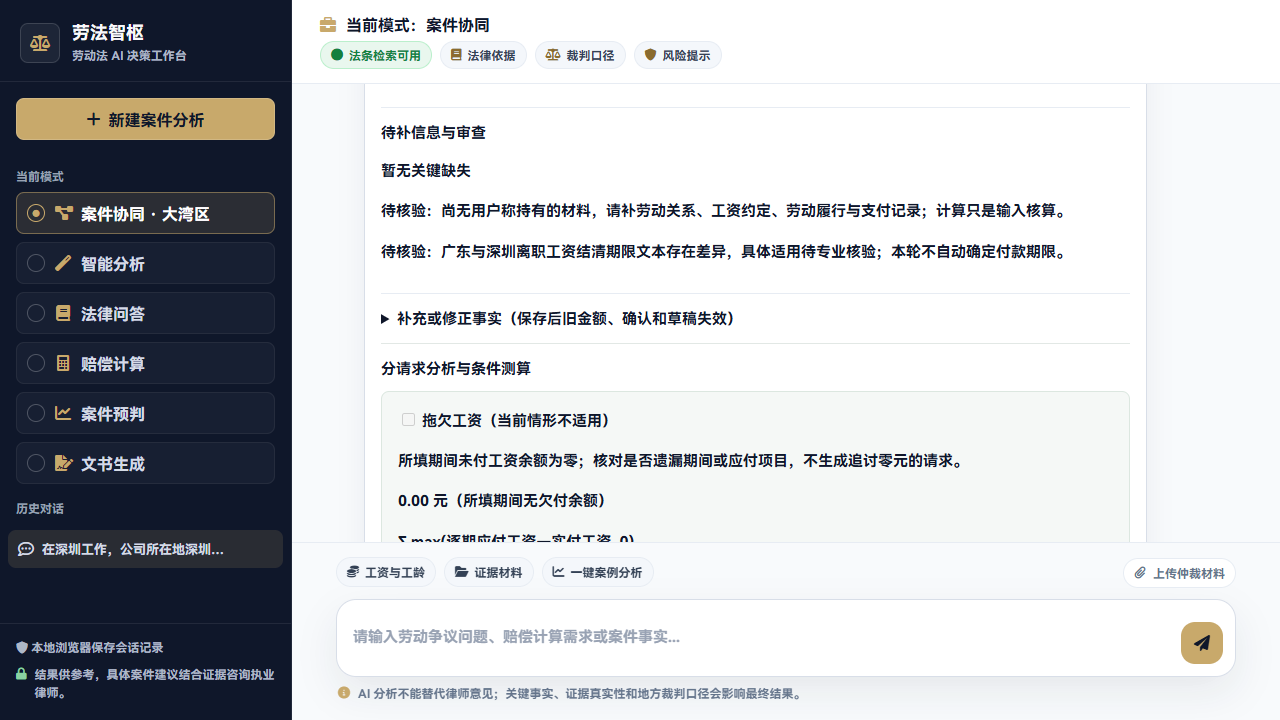 劳法智枢
劳动法 AI 决策工作台
新建案件分析
当前模式
案件协同 · 大湾区
智能分析
法律问答
赔偿计算
案件预判
文书生成
历史对话
在深圳工作，公司所在地深圳...
本地浏览器保存会话记录
结果供参考，具体案件建议结合证据咨询执业
律师。
当前模式：案件协同
法条检索可用
法律依据
裁判口径
风险提示
待补信息与审查
暂无关键缺失
待核验：尚无用户称持有的材料，请补劳动关系、工资约定、劳动履行与支付记录；计算只是输入核算。
待核验：广东与深圳离职工资结清期限文本存在差异，具体适用待专业核验；本轮不自动确定付款期限。
补充或修正事实（保存后旧金额、确认和草稿失效）
分请求分析与条件测算
拖欠工资（当前情形不适用）
所填期间未付工资余额为零；核对是否遗漏期间或应付项目，不生成追讨零元的请求。
0.00 元（所填期间无欠付余额）
Σ max(逐期应付工资—实付工资, 0)
工资与工龄
证据材料
一键案例分析
上传仲裁材料
请输入劳动争议问题、赔偿计算需求或案件事实...
AI 分析不能替代律师意见；关键事实、证据真实性和地方裁判口径会影响最终结果。